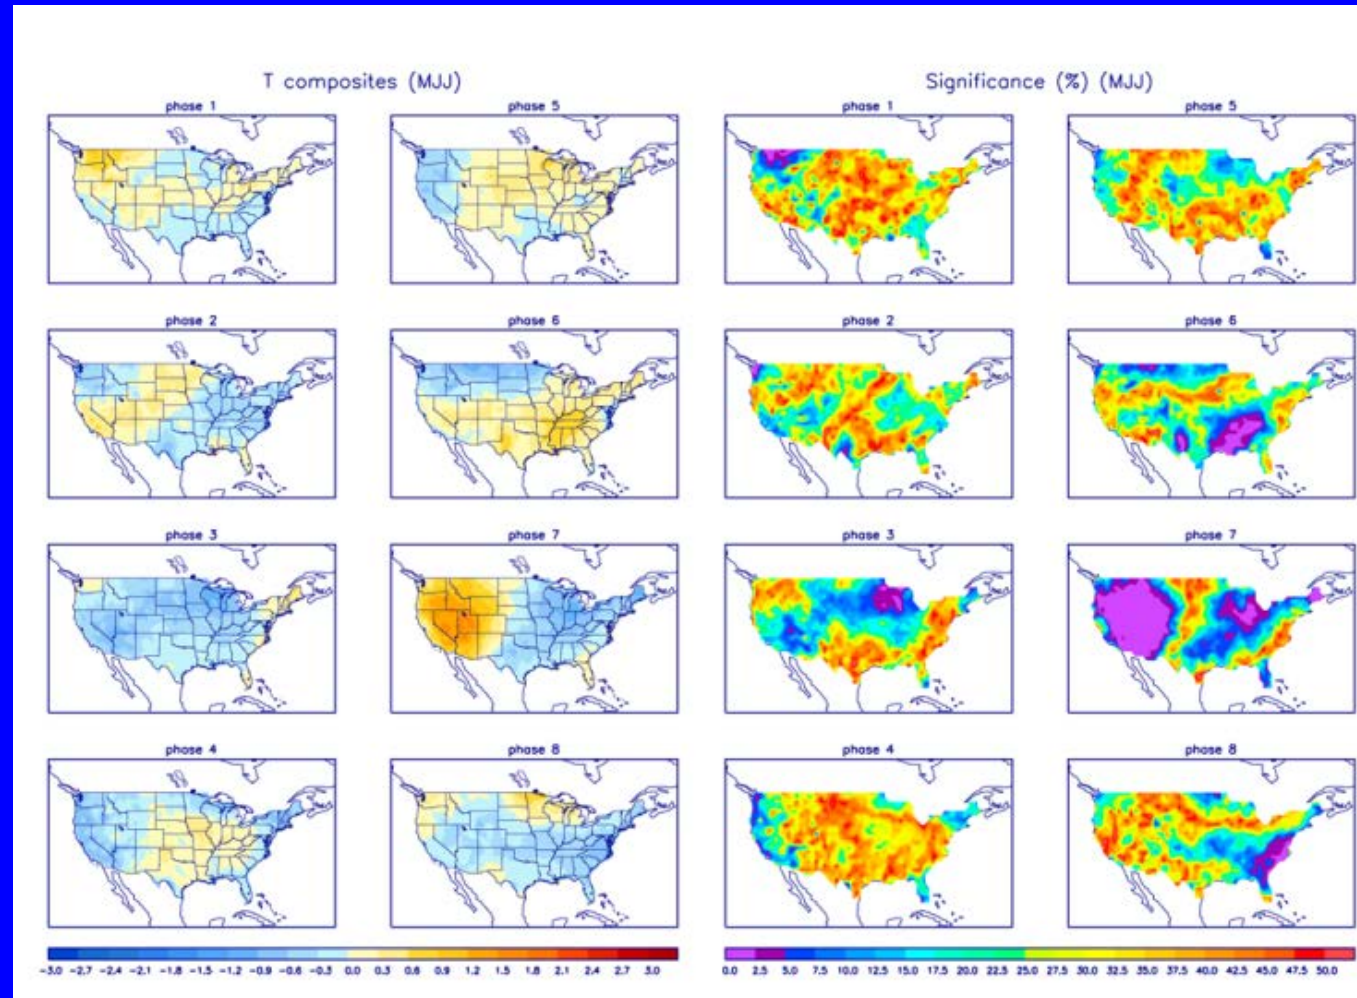 T composites (MJJ) Significance (%) (MJJ)
phase 1 phase 5 phase 1 phase 5
phase 2 phase 6 phase 2 phase 6
phase 3 phase 7 phase 3 phase 7
phase 4 phase 8 phase 4 phase 8
-3.0 -2.7 -2.4 -2.1 -1.8 -1.5 -1.2 -0.9 -0.6 -0.3 0.0 0.3 0.6 0.9 1.2 1.5 1.8 2.1 2.4 2.7 3.0 0.0 2.5 5.0 7.5 10.0 12.5 15.0 17.5 20.0 22.5 25.0 27.5 30.0 32.5 35.0 37.5 40.0 42.5 45.0 47.5 50.0